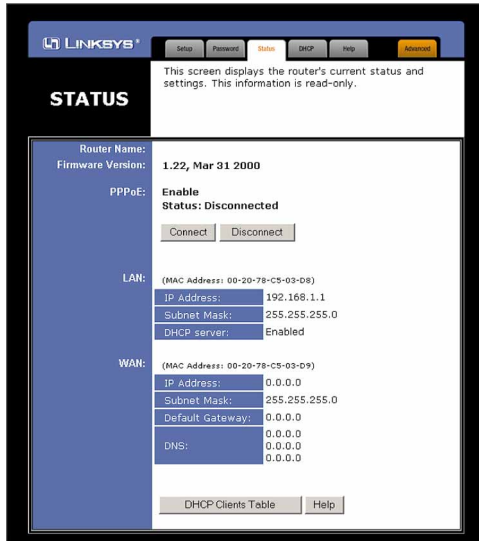 LINKSYS®
Setup Password Status DHCP Help Advanced
STATUS
This screen displays the router's current status and
settings. This information is read-only.
Router Name:
Firmware Version: 1.22, Mar 31 2000
PPPoE: Enable
Status: Disconnected
Connect Disconnect
LAN: (MAC Address: 00-20-78-C5-03-D8)
IP Address: 192.168.1.1
Subnet Mask: 255.255.255.0
DHCP server: Enabled
WAN: (MAC Address: 00-20-78-C5-03-D9)
IP Address: 0.0.0.0
Subnet Mask: 255.255.255.0
Default Gateway: 0.0.0.0
DNS: 0.0.0.0
0.0.0.0
0.0.0.0
DHCP Clients Table Help